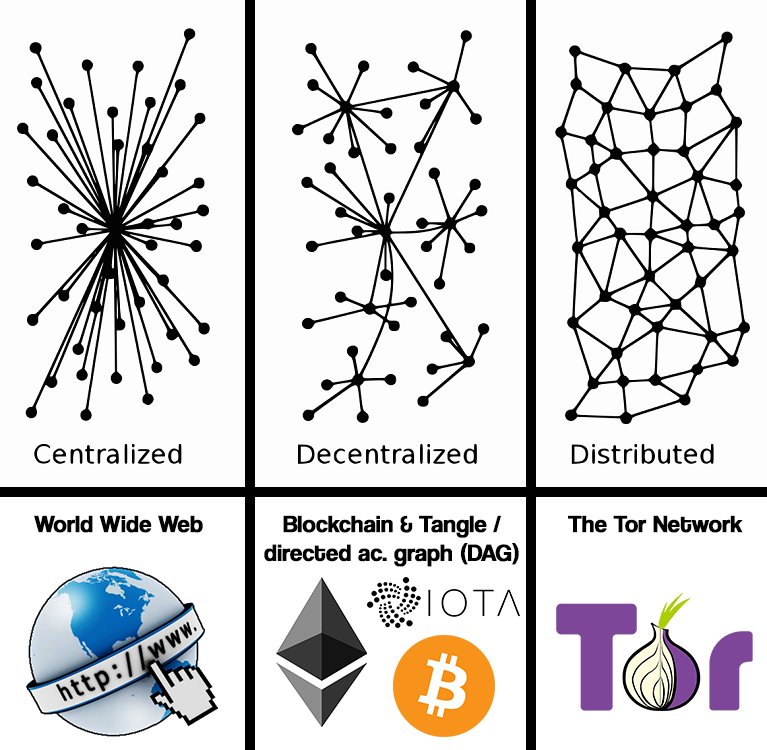 Centralized
Decentralized
Distributed
World Wide Web
Blockchain & Tangle /
directed ac. graph (DAG)
The Tor Network
http://www.
IOTA
B
Tor